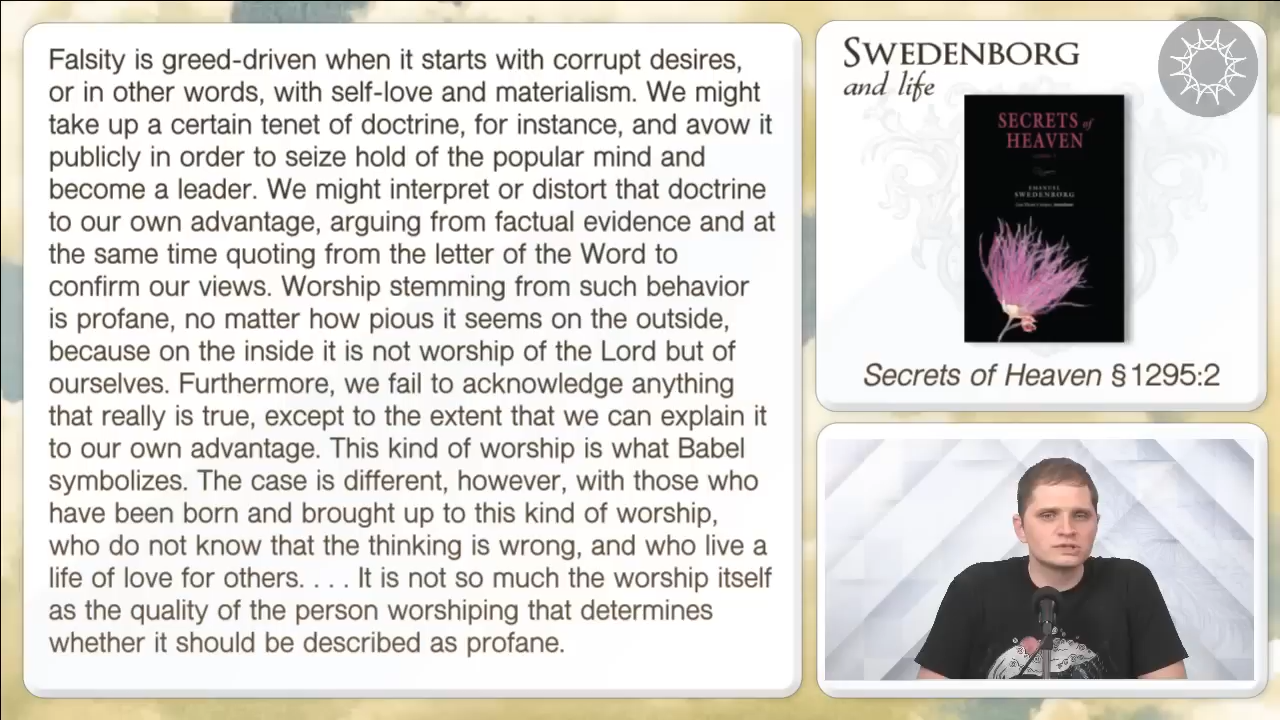 Falsity is greed-driven when it starts with corrupt desires,
or in other words, with self-love and materialism. We might
take up a certain tenet of doctrine, for instance, and avow it
publicly in order to seize hold of the popular mind and
become a leader. We might interpret or distort that doctrine
to our own advantage, arguing from factual evidence and at
the same time quoting from the letter of the Word to
confirm our views. Worship stemming from such behavior
is profane, no matter how pious it seems on the outside,
because on the inside it is not worship of the Lord but of
ourselves. Furthermore, we fail to acknowledge anything
that really is true, except to the extent that we can explain it
to our own advantage. This kind of worship is what Babel
symbolizes. The case is different, however, with those who
have been born and brought up to this kind of worship,
who do not know that the thinking is wrong, and who live a
life of love for others. . . . It is not so much the worship itself
as the quality of the person worshiping that determines
whether it should be described as profane.
SWEDENBORG
and life
SECRETS of
HEAVEN
EMANUEL
SWEDENBORG
Secrets of Heaven §1295:2